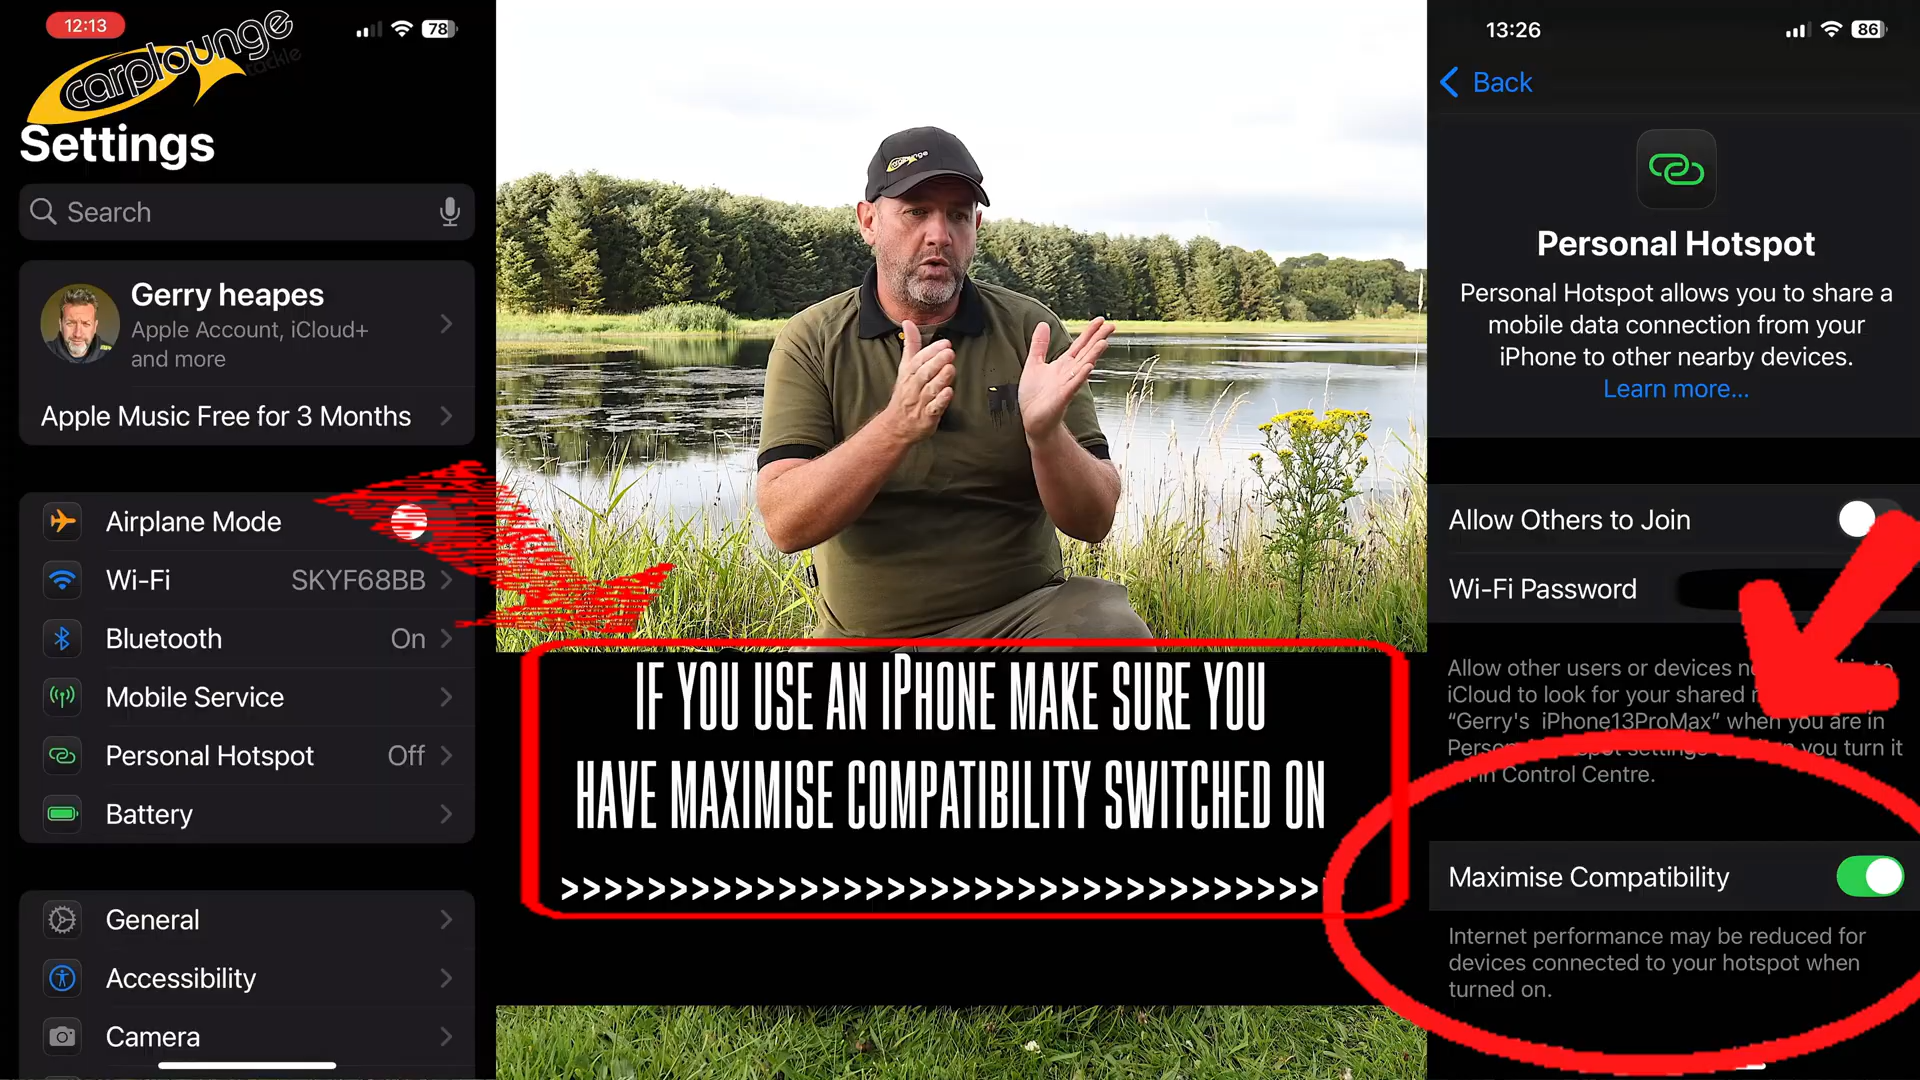 12:13
78
carplounge
tackle
Settings
Search
Gerry heapes
Apple Account, iCloud+
and more
Apple Music Free for 3 Months
Airplane Mode
Wi-Fi SKYF68BB
Bluetooth On
Mobile Service
Personal Hotspot Off
Battery
General
Accessibility
Camera
carplounge
IF YOU USE AN iPHONE MAKE SURE YOU
HAVE MAXIMISE COMPATIBILITY SWITCHED ON
>>>>>>>>>>>>>>>>>>>>>>>>>>>>>>>>>>>
13:26
86
Back
Personal Hotspot
Personal Hotspot allows you to share a
mobile data connection from your
iPhone to other nearby devices.
Learn more...
Allow Others to Join
Wi-Fi Password
Allow other users or devices to
iCloud to look for your shared
“Gerry's iPhone13ProMax” when you are in
settings you turn it
in Control Centre.
Maximise Compatibility
Internet performance may be reduced for
devices connected to your hotspot when
turned on.